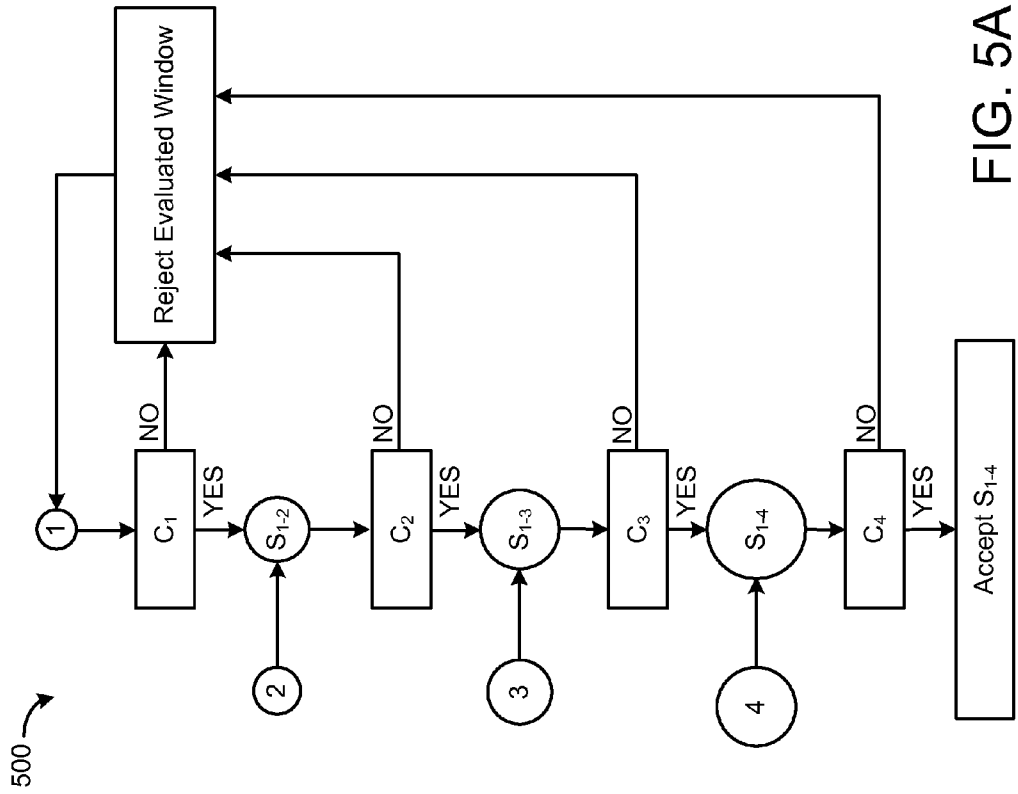 500
1
C₁
NO
Reject Evaluated Window
YES
2
S₁₋₂
C₂
NO
YES
3
S₁₋₃
C₃
NO
YES
4
S₁₋₄
C₄
NO
YES
Accept S₁₋₄
FIG. 5A